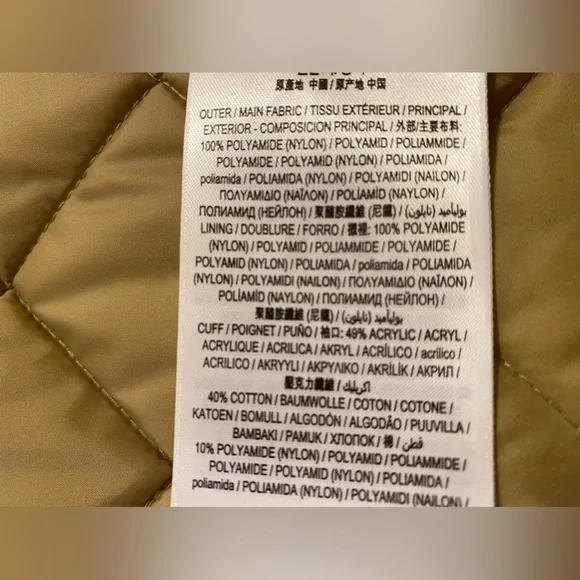 原產地 中國 / 原产地 中国
OUTER / MAIN FABRIC / TISSU EXTÉRIEUR / PRINCIPAL /
EXTERIOR - COMPOSICION PRINCIPAL / 外部/主要布料:
100% POLYAMIDE (NYLON) / POLYAMID / POLIAMMIDE /
POLYAMIDE / POLYAMID (NYLON) / POLIAMIDA /
poliamida / POLIAMIDA (NYLON) / POLYAMIDI (NAILON) /
ΠΟΛΥΑΜΙΔΙΟ (ΝΑΪΛΟΝ) / POLİAMİD (NAYLON) /
ПОЛИАМИД (НЕЙЛОН) / 聚醯胺纖維 (尼龍) / بوليأميد (نايلون) /
LINING / DOUBLURE / FORRO / 襯裡: 100% POLYAMIDE
(NYLON) / POLYAMID / POLIAMMIDE / POLYAMIDE /
POLYAMID (NYLON) / POLIAMIDA / poliamida / POLIAMIDA
(NYLON) / POLYAMIDI (NAILON) / ΠΟΛΥΑΜΙΔΙΟ (ΝΑΪΛΟΝ) /
POLİAMİD (NAYLON) / ПОЛИАМИД (НЕЙЛОН) /
聚醯胺纖維 (尼龍) / بوليأميد (نايلون)
CUFF / POIGNET / PUÑO / 袖口: 49% ACRYLIC / ACRYL /
ACRYLIQUE / ACRILICA / AKRYL / ACRÍLICO / acrílico /
ACRILICO / AKRYYLI / ΑΚΡΥΛΙΚΟ / AKRİLİK / АКРИЛ /
壓克力纖維 / اكريليك /
40% COTTON / BAUMWOLLE / COTON / COTONE /
KATOEN / BOMULL / ALGODÓN / ALGODÃO / PUUVILLA /
BAMBAKI / PAMUK / ХЛОПОК / 棉 / قطن /
10% POLYAMIDE (NYLON) / POLYAMID / POLIAMMIDE /
POLYAMIDE / POLYAMID (NYLON) / POLIAMIDA /
poliamida / POLIAMIDA (NYLON) / POLYAMIDI (NAILON) /